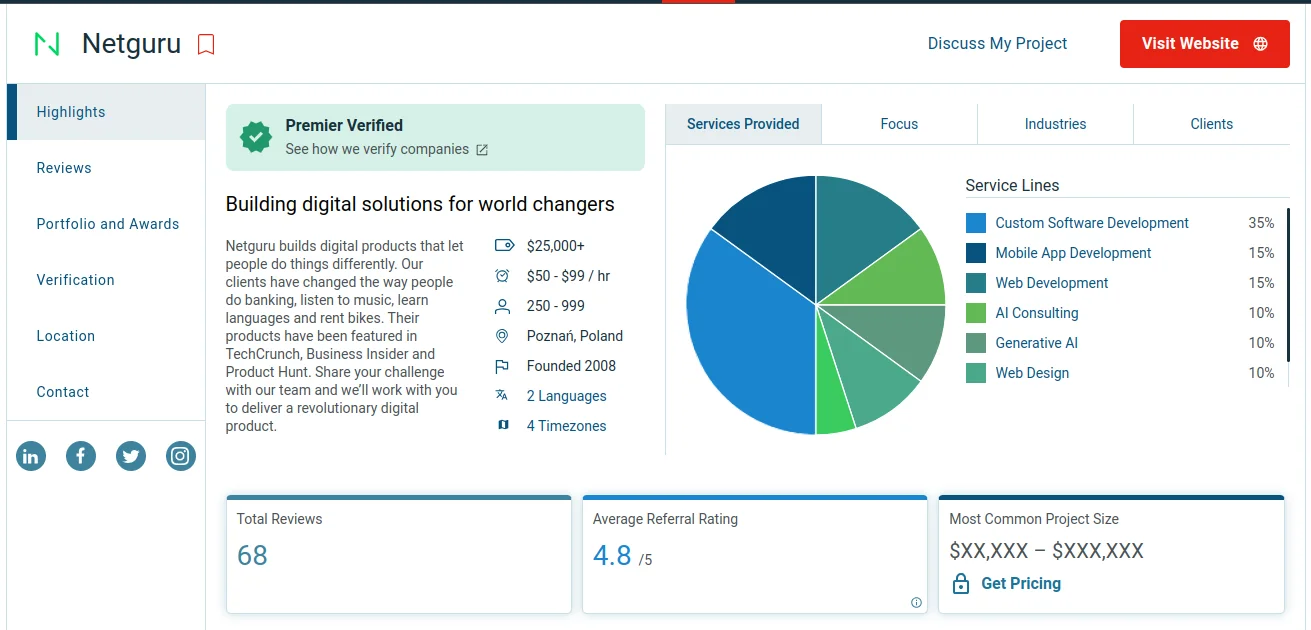 Netguru
Discuss My Project
Visit Website
Highlights
Reviews
Portfolio and Awards
Verification
Location
Contact
Premier Verified
See how we verify companies
Building digital solutions for world changers
Netguru builds digital products that let
people do things differently. Our
clients have changed the way people
do banking, listen to music, learn
languages and rent bikes. Their
products have been featured in
TechCrunch, Business Insider and
Product Hunt. Share your challenge
with our team and we’ll work with you
to deliver a revolutionary digital
product.
$25,000+
$50 - $99 / hr
250 - 999
Poznań, Poland
Founded 2008
2 Languages
4 Timezones
Services Provided
Focus
Industries
Clients
Service Lines
Custom Software Development 35%
Mobile App Development 15%
Web Development 15%
AI Consulting 10%
Generative AI 10%
Web Design 10%
Total Reviews
68
Average Referral Rating
4.8 /5
Most Common Project Size
$XX,XXX – $XXX,XXX
Get Pricing